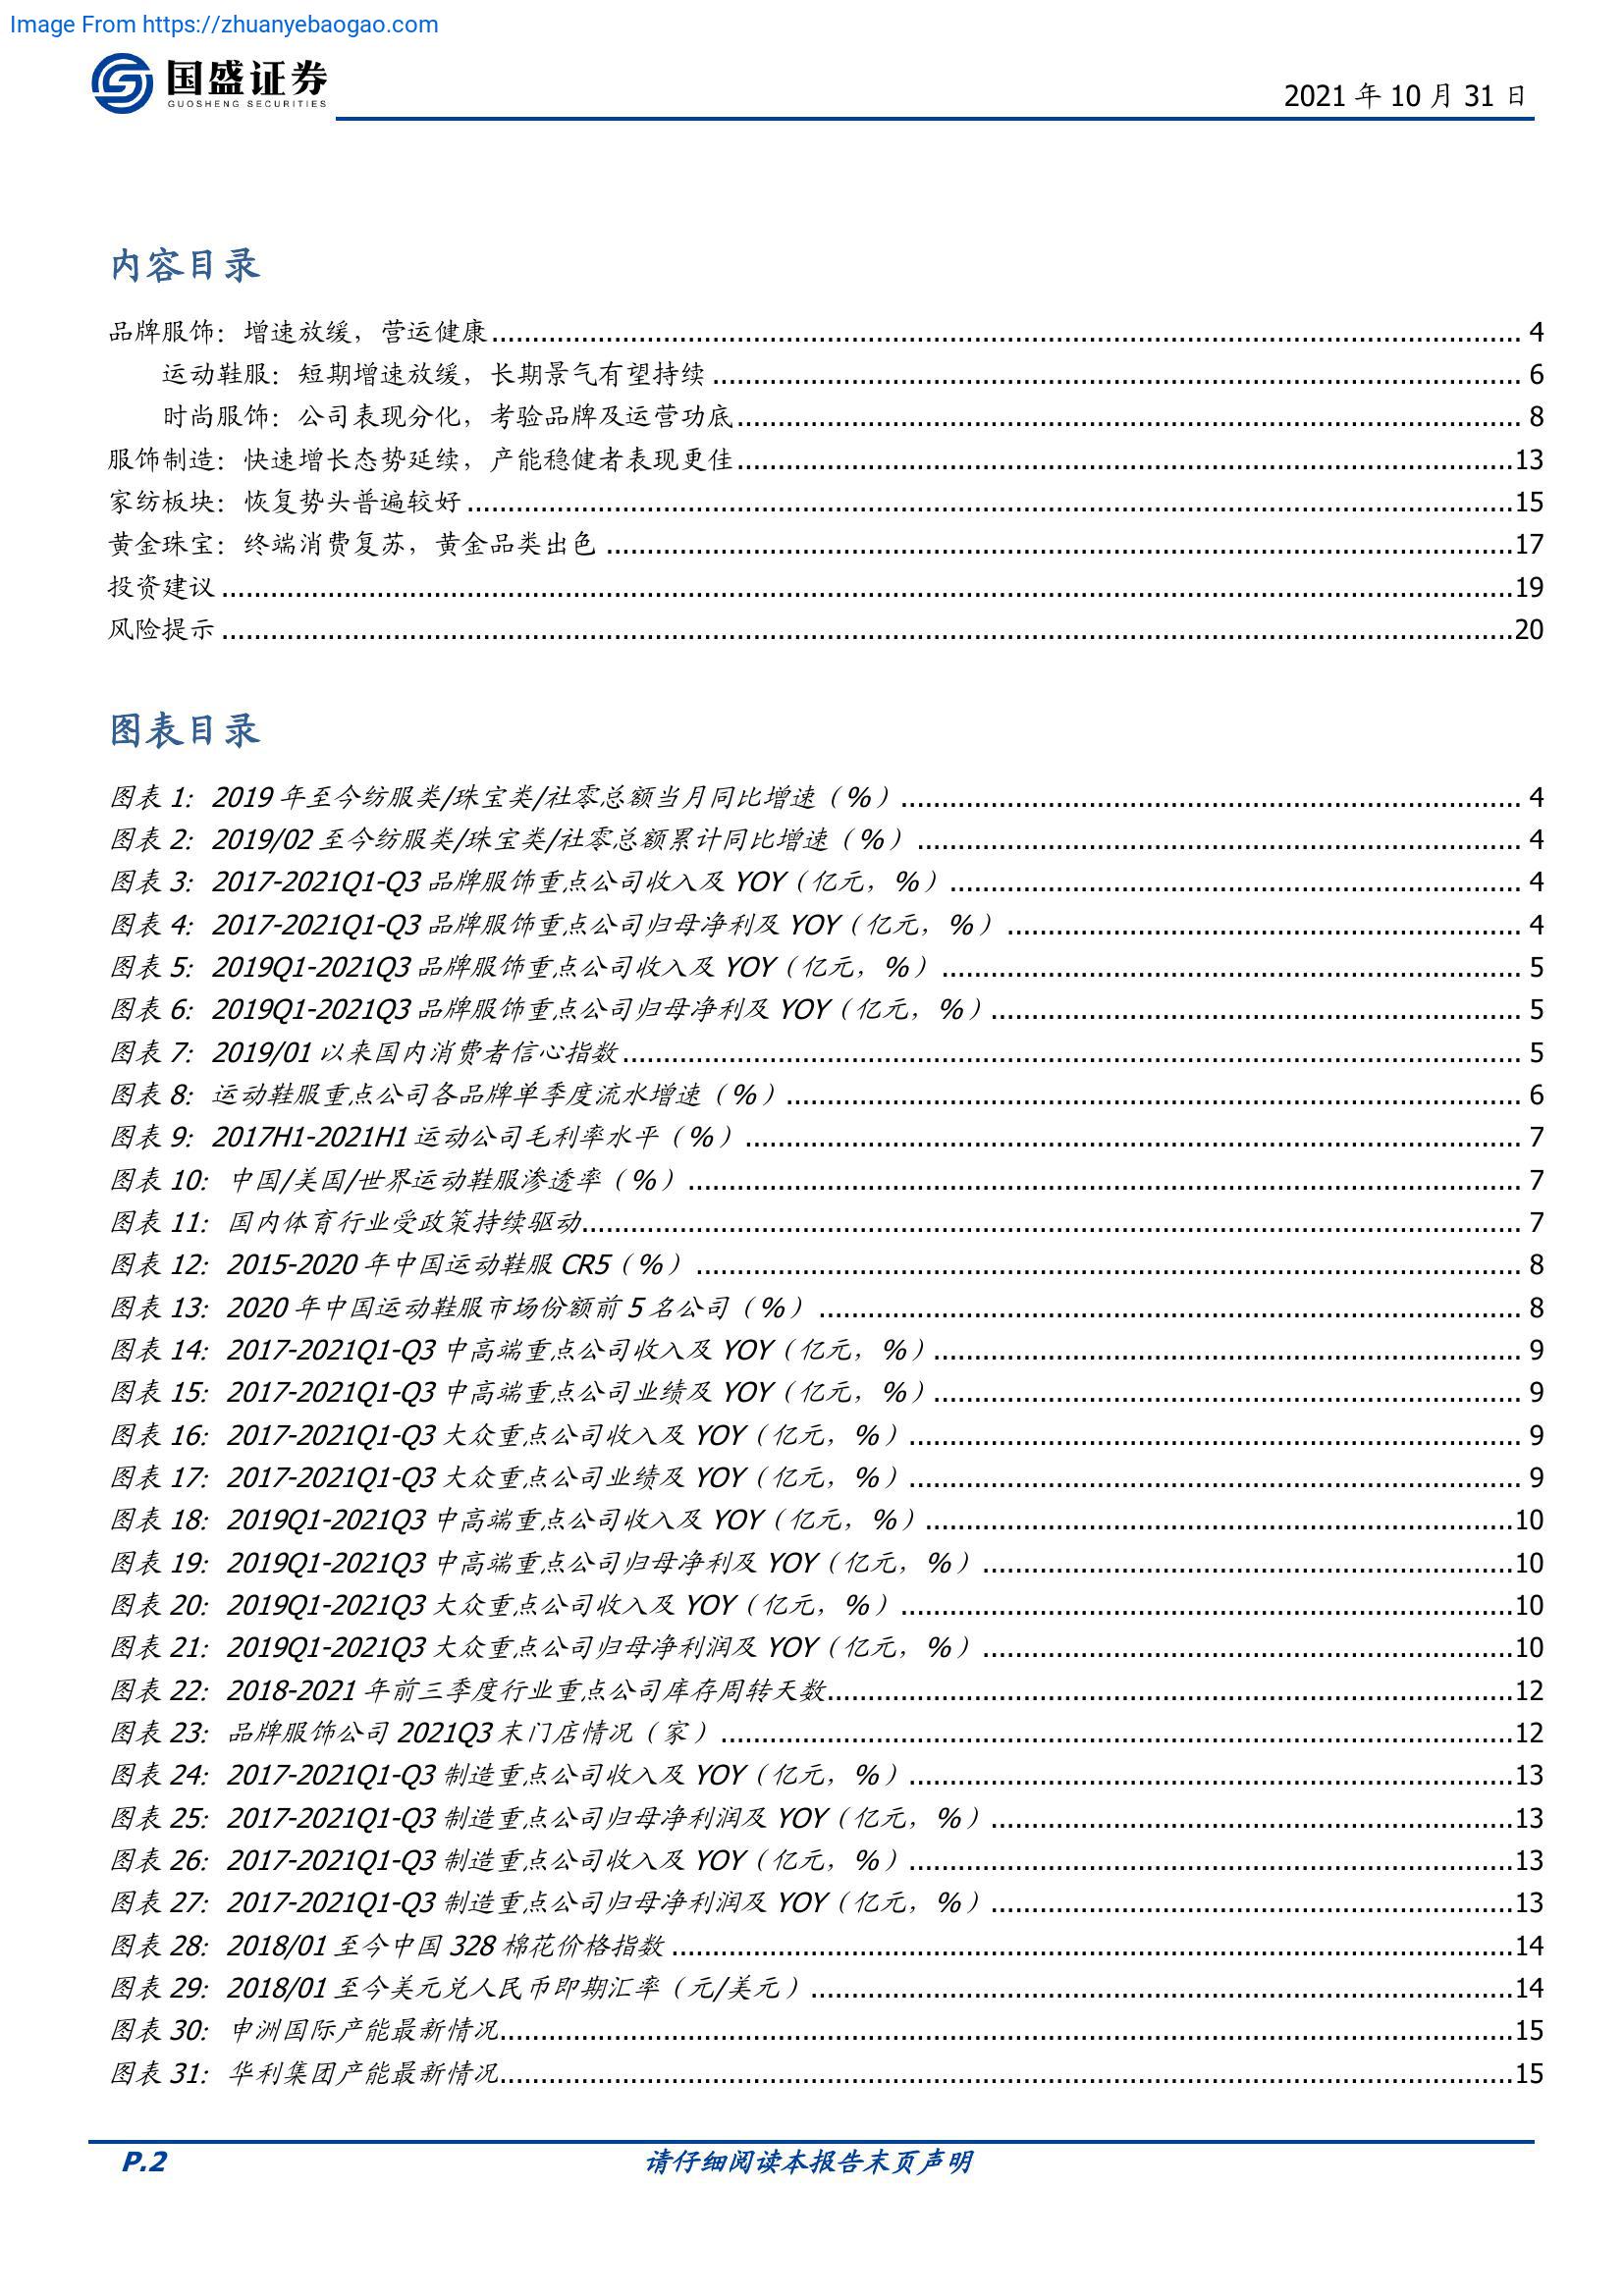 Image From https://zhuanyebaogao.com
国盛证券
GUOSHENG SECURITIES
2021 年 10 月 31 日
内容目录
品牌服饰：增速放缓，营运健康 4
运动鞋服：短期增速放缓，长期景气有望持续 6
时尚服饰：公司表现分化，考验品牌及运营功底 8
服饰制造：快速增长态势延续，产能稳健者表现更佳 13
家纺板块：恢复势头普遍较好 15
黄金珠宝：终端消费复苏，黄金品类出色 17
投资建议 19
风险提示 20
图表目录
图表 1：2019 年至今纺服类/珠宝类/社零总额当月同比增速（%） 4
图表 2：2019/02 至今纺服类/珠宝类/社零总额累计同比增速（%） 4
图表 3：2017-2021Q1-Q3 品牌服饰重点公司收入及 YOY（亿元，%） 4
图表 4：2017-2021Q1-Q3 品牌服饰重点公司归母净利及 YOY（亿元，%） 4
图表 5：2019Q1-2021Q3 品牌服饰重点公司收入及 YOY（亿元，%） 5
图表 6：2019Q1-2021Q3 品牌服饰重点公司归母净利及 YOY（亿元，%） 5
图表 7：2019/01 以来国内消费者信心指数 5
图表 8：运动鞋服重点公司各品牌单季度流水增速（%） 6
图表 9：2017H1-2021H1 运动公司毛利率水平（%） 7
图表 10：中国/美国/世界运动鞋服渗透率（%） 7
图表 11：国内体育行业受政策持续驱动 7
图表 12：2015-2020 年中国运动鞋服 CR5（%） 8
图表 13：2020 年中国运动鞋服市场份额前 5 名公司（%） 8
图表 14：2017-2021Q1-Q3 中高端重点公司收入及 YOY（亿元，%） 9
图表 15：2017-2021Q1-Q3 中高端重点公司业绩及 YOY（亿元，%） 9
图表 16：2017-2021Q1-Q3 大众重点公司收入及 YOY（亿元，%） 9
图表 17：2017-2021Q1-Q3 大众重点公司业绩及 YOY（亿元，%） 9
图表 18：2019Q1-2021Q3 中高端重点公司收入及 YOY（亿元，%） 10
图表 19：2019Q1-2021Q3 中高端重点公司归母净利及 YOY（亿元，%） 10
图表 20：2019Q1-2021Q3 大众重点公司收入及 YOY（亿元，%） 10
图表 21：2019Q1-2021Q3 大众重点公司归母净利润及 YOY（亿元，%） 10
图表 22：2018-2021 年前三季度行业重点公司库存周转天数 12
图表 23：品牌服饰公司 2021Q3 末门店情况（家） 12
图表 24：2017-2021Q1-Q3 制造重点公司收入及 YOY（亿元，%） 13
图表 25：2017-2021Q1-Q3 制造重点公司归母净利润及 YOY（亿元，%） 13
图表 26：2017-2021Q1-Q3 制造重点公司收入及 YOY（亿元，%） 13
图表 27：2017-2021Q1-Q3 制造重点公司归母净利润及 YOY（亿元，%） 13
图表 28：2018/01 至今中国 328 棉花价格指数 14
图表 29：2018/01 至今美元兑人民币即期汇率（元/美元） 14
图表 30：申洲国际产能最新情况 15
图表 31：华利集团产能最新情况 15
P.2
请仔细阅读本报告末页声明